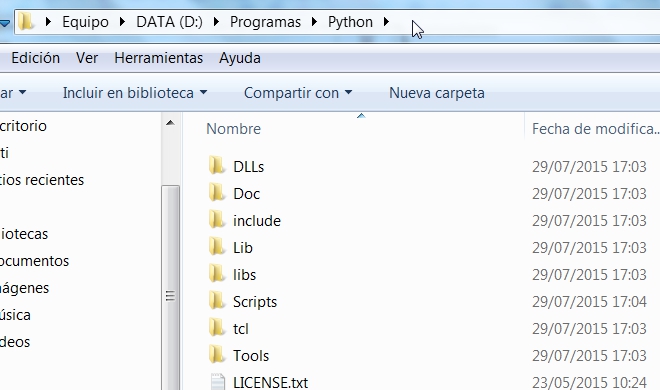 Equipo DATA (D:) Programas Python
Edición Ver Herramientas Ayuda
ar Incluir en biblioteca Compartir con Nueva carpeta
critorio
ti
ios recientes
iotecas
ocumentos
ágenes
úsica
deos
Nombre Fecha de modifica...
DLLs 29/07/2015 17:03
Doc 29/07/2015 17:03
include 29/07/2015 17:03
Lib 29/07/2015 17:03
libs 29/07/2015 17:03
Scripts 29/07/2015 17:04
tcl 29/07/2015 17:03
Tools 29/07/2015 17:03
LICENSE.txt 23/05/2015 10:24